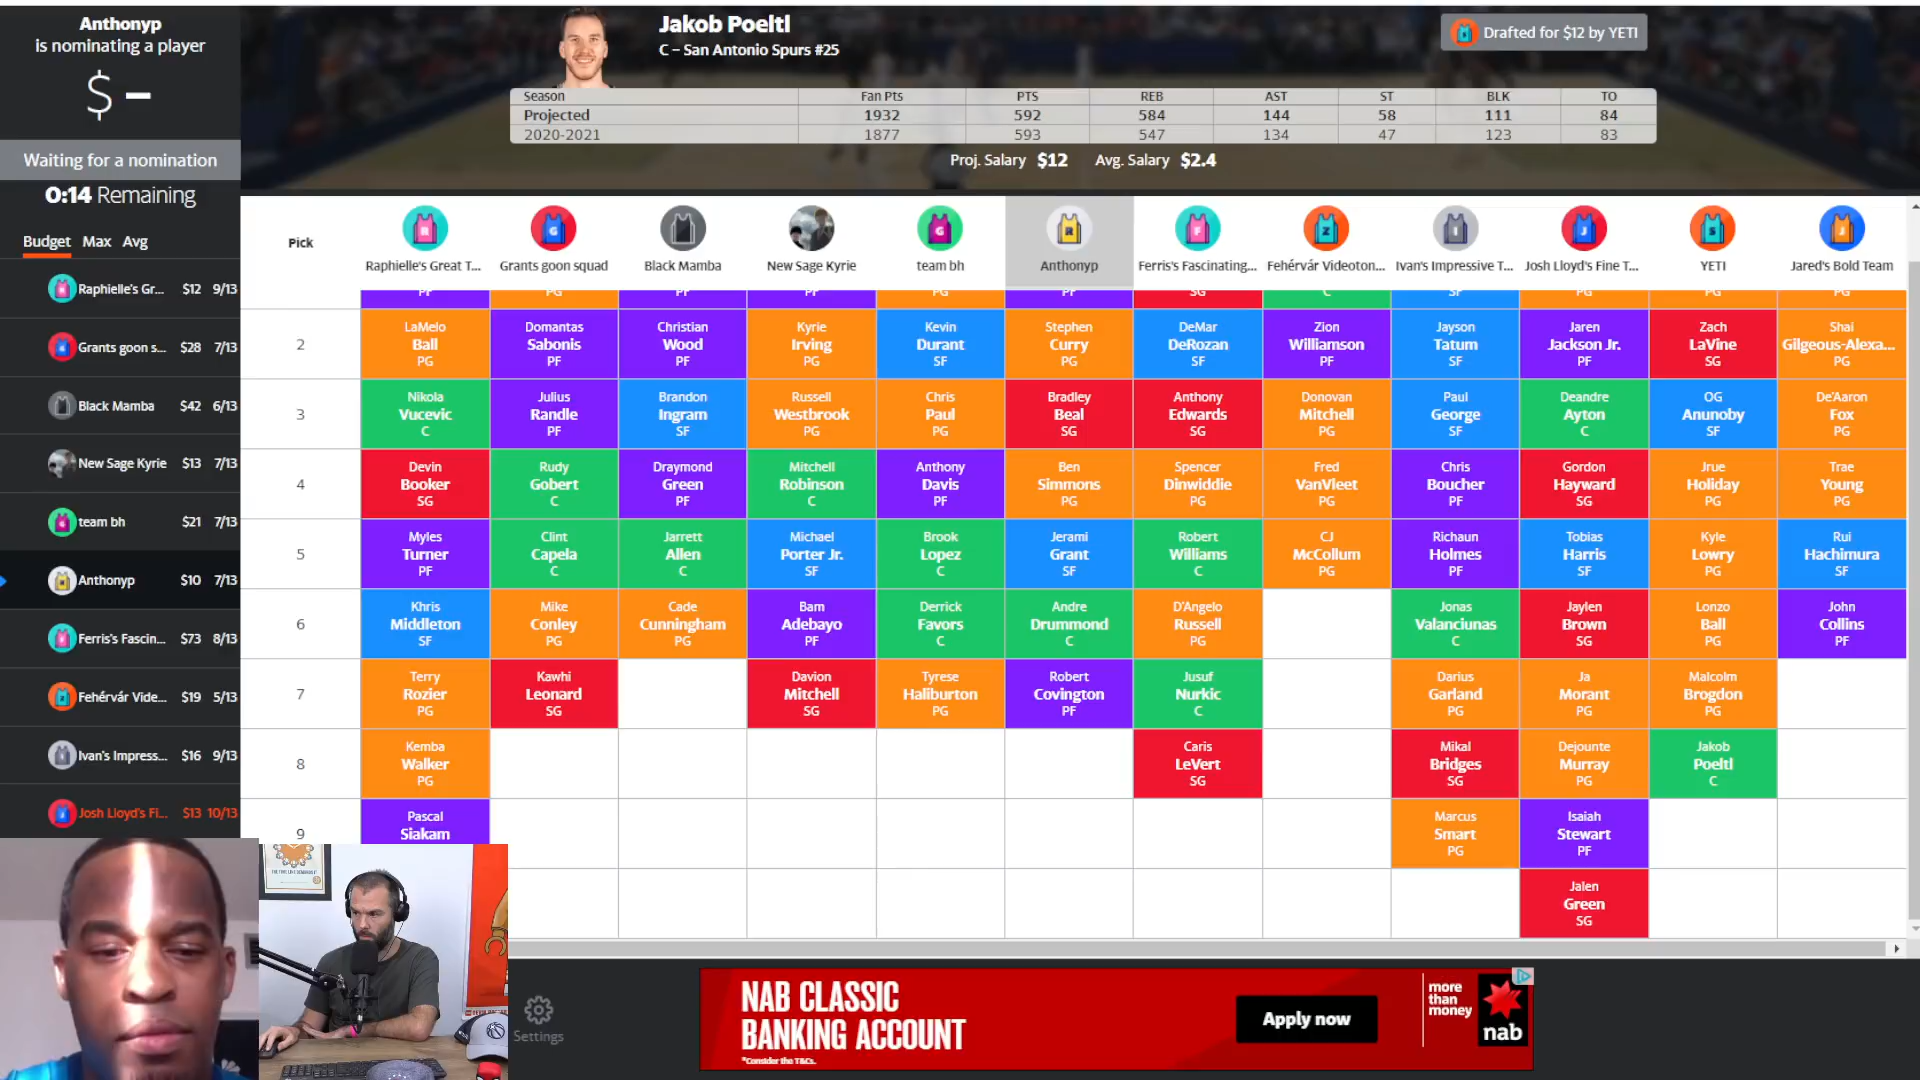 Anthonyp
is nominating a player
$ –
Waiting for a nomination
0:14 Remaining
Budget Max Avg
Raphielle's Gr... $12 9/13
Grants goon s... $28 7/13
Black Mamba $42 6/13
New Sage Kyrie $13 7/13
team bh $21 7/13
Anthonyp $10 7/13
Ferris's Fascin... $73 8/13
Fehérvár Vide... $19 5/13
Ivan's Impress... $16 9/13
Josh Lloyd's Fi... $13 10/13
Jakob Poeltl
C – San Antonio Spurs #25
Drafted for $12 by YETI
Season Fan Pts PTS REB AST ST BLK TO
Projected 1932 592 584 144 58 111 84
2020-2021 1877 593 547 134 47 123 83
Proj. Salary $12 Avg. Salary $2.4
Pick Raphielle's Great T... Grants goon squad Black Mamba New Sage Kyrie team bh Anthonyp Ferris's Fascinating... Fehérvár Videoton... Ivan's Impressive T... Josh Lloyd's Fine T... YETI Jared's Bold Team
PF PG PF PF PG PF SG C SF PG PG PG
LaMelo Domantas Christian Kyrie Kevin Stephen DeMar Zion Jayson Jaren Zach Shai
2 Ball Sabonis Wood Irving Durant Curry DeRozan Williamson Tatum Jackson Jr. LaVine Gilgeous-Alexa...
PG PF PF PG SF PG SF PF SF PF SG PG
Nikola Julius Brandon Russell Chris Bradley Anthony Donovan Paul Deandre OG De'Aaron
3 Vucevic Randle Ingram Westbrook Paul Beal Edwards Mitchell George Ayton Anunoby Fox
C PF SF PG PG SG SG PG SF C SF PG
Devin Rudy Draymond Mitchell Anthony Ben Spencer Fred Chris Gordon Jrue Trae
4 Booker Gobert Green Robinson Davis Simmons Dinwiddie VanVleet Boucher Hayward Holiday Young
SG C PF C PF PG PG PG PF SG PG PG
Myles Clint Jarrett Michael Brook Jerami Robert CJ Richaun Tobias Kyle Rui
5 Turner Capela Allen Porter Jr. Lopez Grant Williams McCollum Holmes Harris Lowry Hachimura
PF C C SF C SF C PG PF SF PG SF
Khris Mike Cade Bam Derrick Andre D'Angelo Jonas Jaylen Lonzo John
6 Middleton Conley Cunningham Adebayo Favors Drummond Russell Valanciunas Brown Ball Collins
SF PG PG PF C C PG C SG PG PF
Terry Kawhi Davion Tyrese Robert Jusuf Darius Ja Malcolm
7 Rozier Leonard Mitchell Haliburton Covington Nurkic Garland Morant Brogdon
PG SG SG PG PF C PG PG PG
Kemba Caris Mikal Dejounte Jakob
8 Walker LeVert Bridges Murray Poeltl
PG SG SG PG C
Pascal Marcus Isaiah
9 Siakam Smart Stewart
PG PF
Jalen
Green
SG
Settings
NAB CLASSIC
BANKING ACCOUNT
*Consider the T&Cs.
Apply now
more
than
money
nab